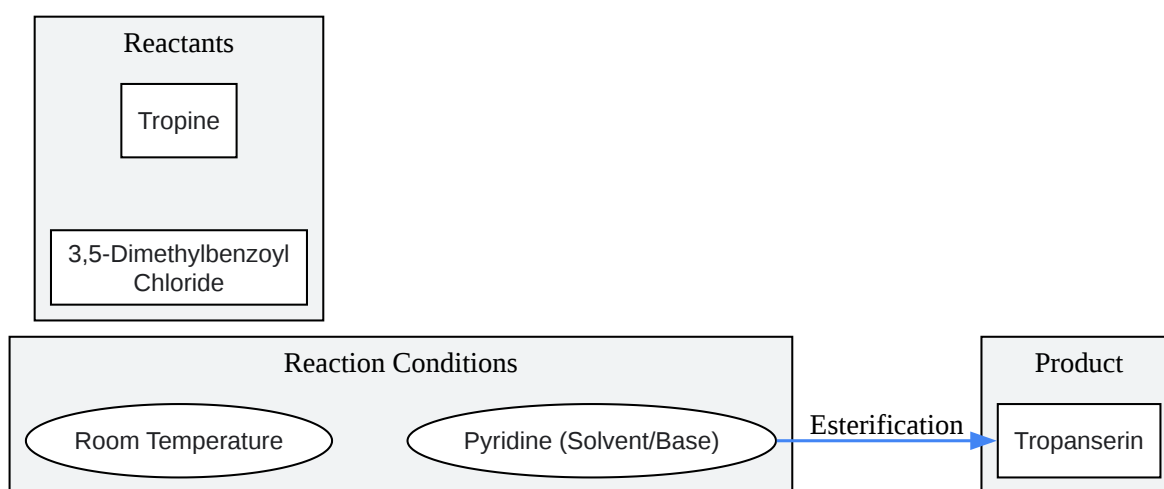 Reactants
Tropine
3,5-Dimethylbenzoyl
Chloride
Reaction Conditions
Room Temperature
Pyridine (Solvent/Base)
Esterification
Product
Tropanserin